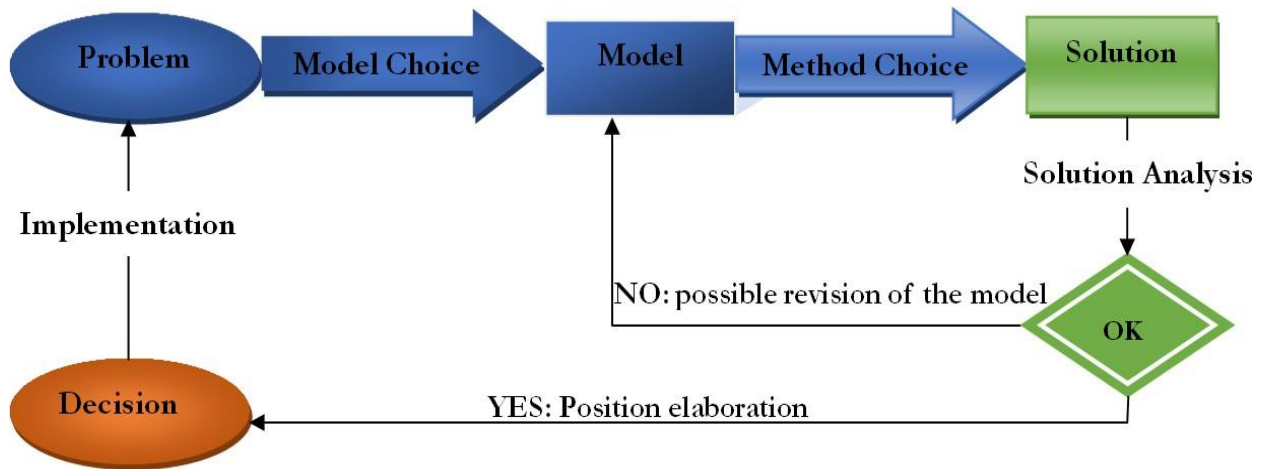 Problem
Model Choice
Model
Method Choice
Solution
Solution Analysis
Implementation
NO: possible revision of the model
OK
Decision
YES: Position elaboration